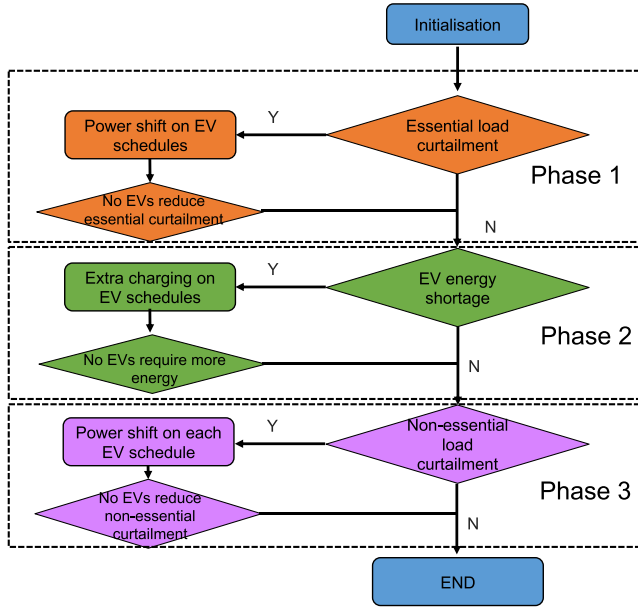 Initialisation
Y
Power shift on EV
schedules
Essential load
curtailment
Phase 1
No EVs reduce
essential curtailment
N
Extra charging on
EV schedules
Y
EV energy
shortage
Phase 2
No EVs require more
energy
N
Power shift on each
EV schedule
Y
Non-essential
load
curtailment
Phase 3
No EVs reduce
non-essential
curtailment
N
END